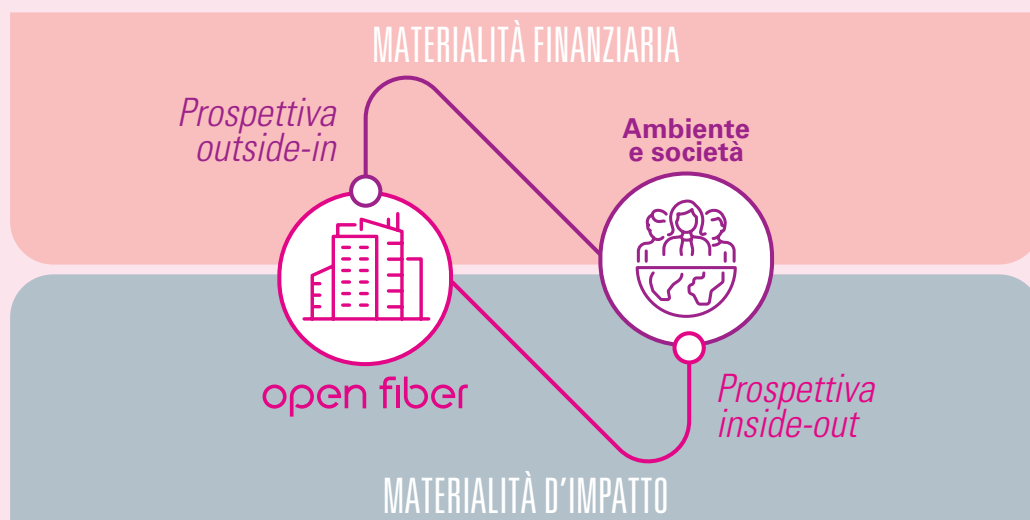 MATERIALITÀ FINANZIARIA
Prospettiva
outside-in
Ambiente
e società
open fiber
Prospettiva
inside-out
MATERIALITÀ D'IMPATTO